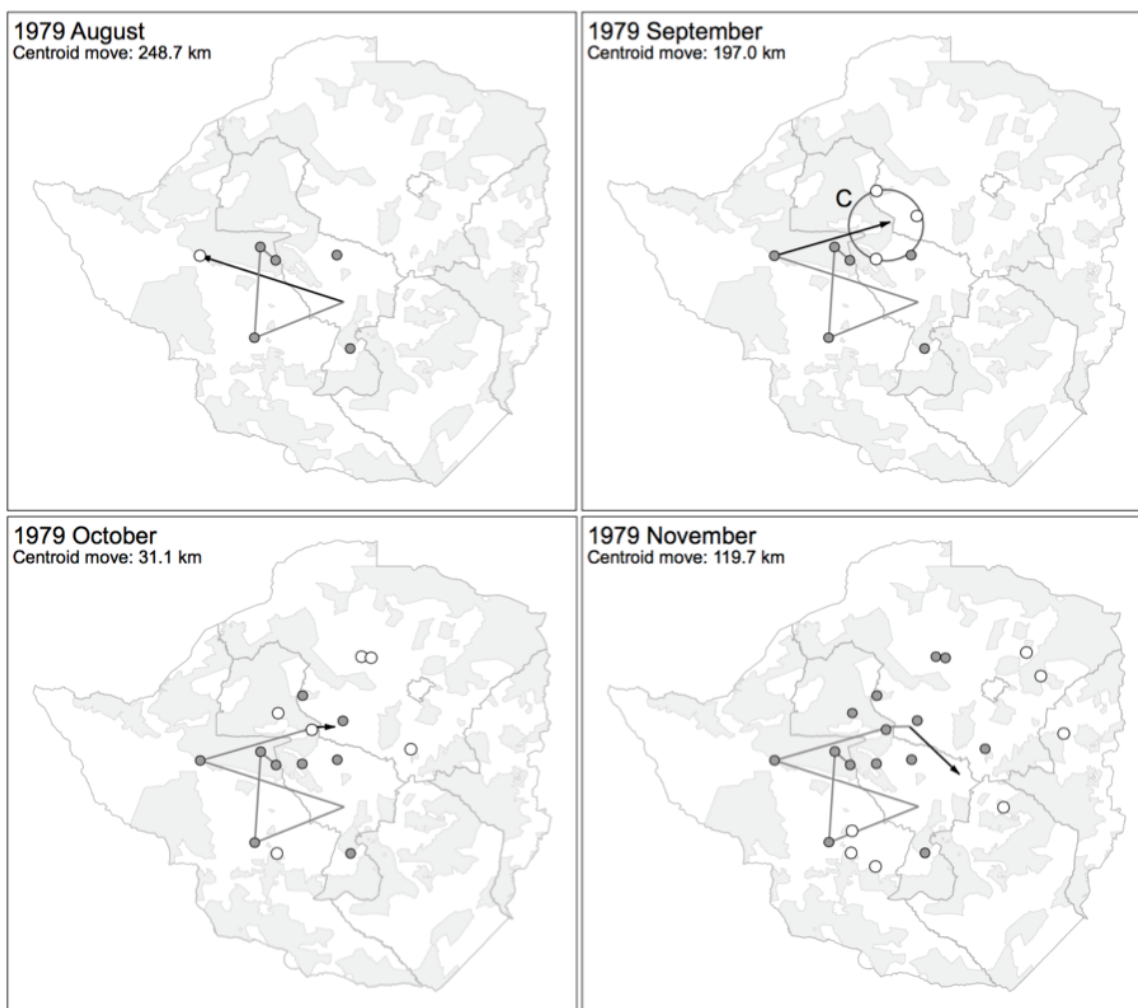 1979 August
Centroid move: 248.7 km
1979 September
Centroid move: 197.0 km
C
1979 October
Centroid move: 31.1 km
1979 November
Centroid move: 119.7 km